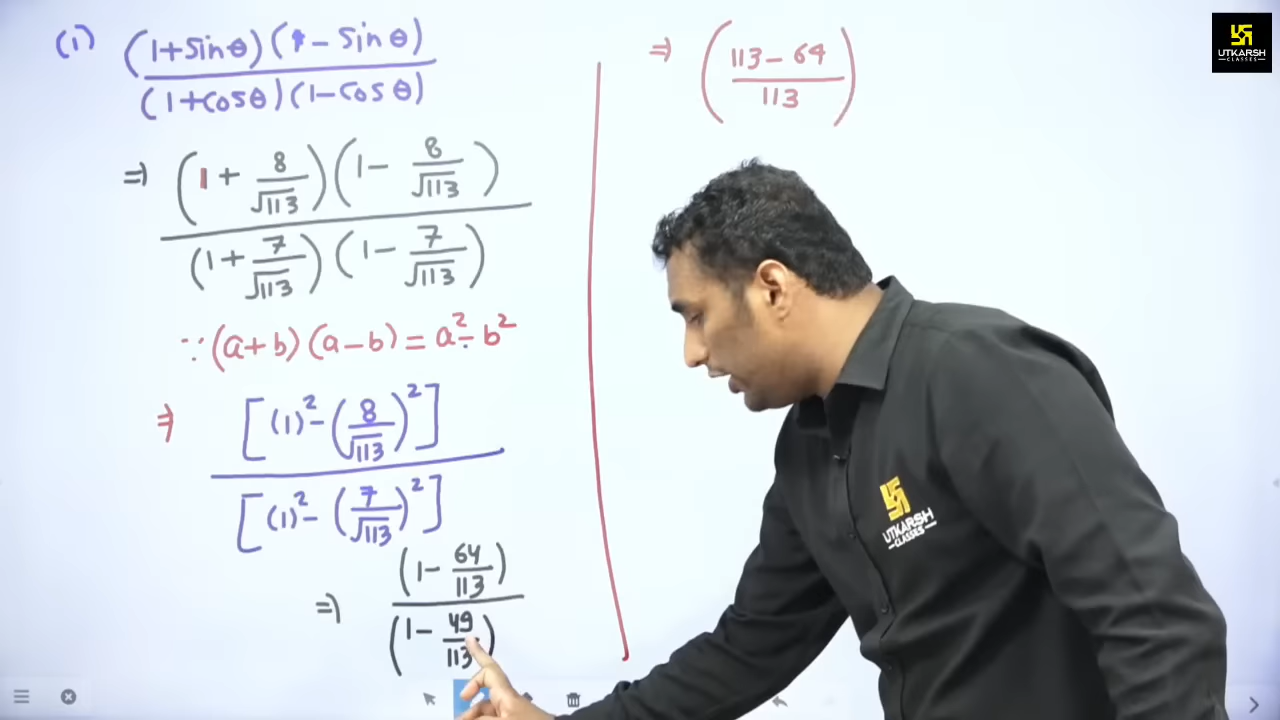 (1) (1+sinθ)(1-sinθ)
(1+cosθ)(1-cosθ)
⇒ (1 + 8/√113)(1 - 8/√113)
(1 + 7/√113)(1 - 7/√113)
∵ (a+b)(a-b) = a² - b²
⇒ [(1)² - (8/√113)²]
[(1)² - (7/√113)²]
⇒ (1 - 64/113)
(1 - 49/113)
⇒ (113 - 64
113)
UTKARSH
CLASSES
UTKARSH
CLASSES